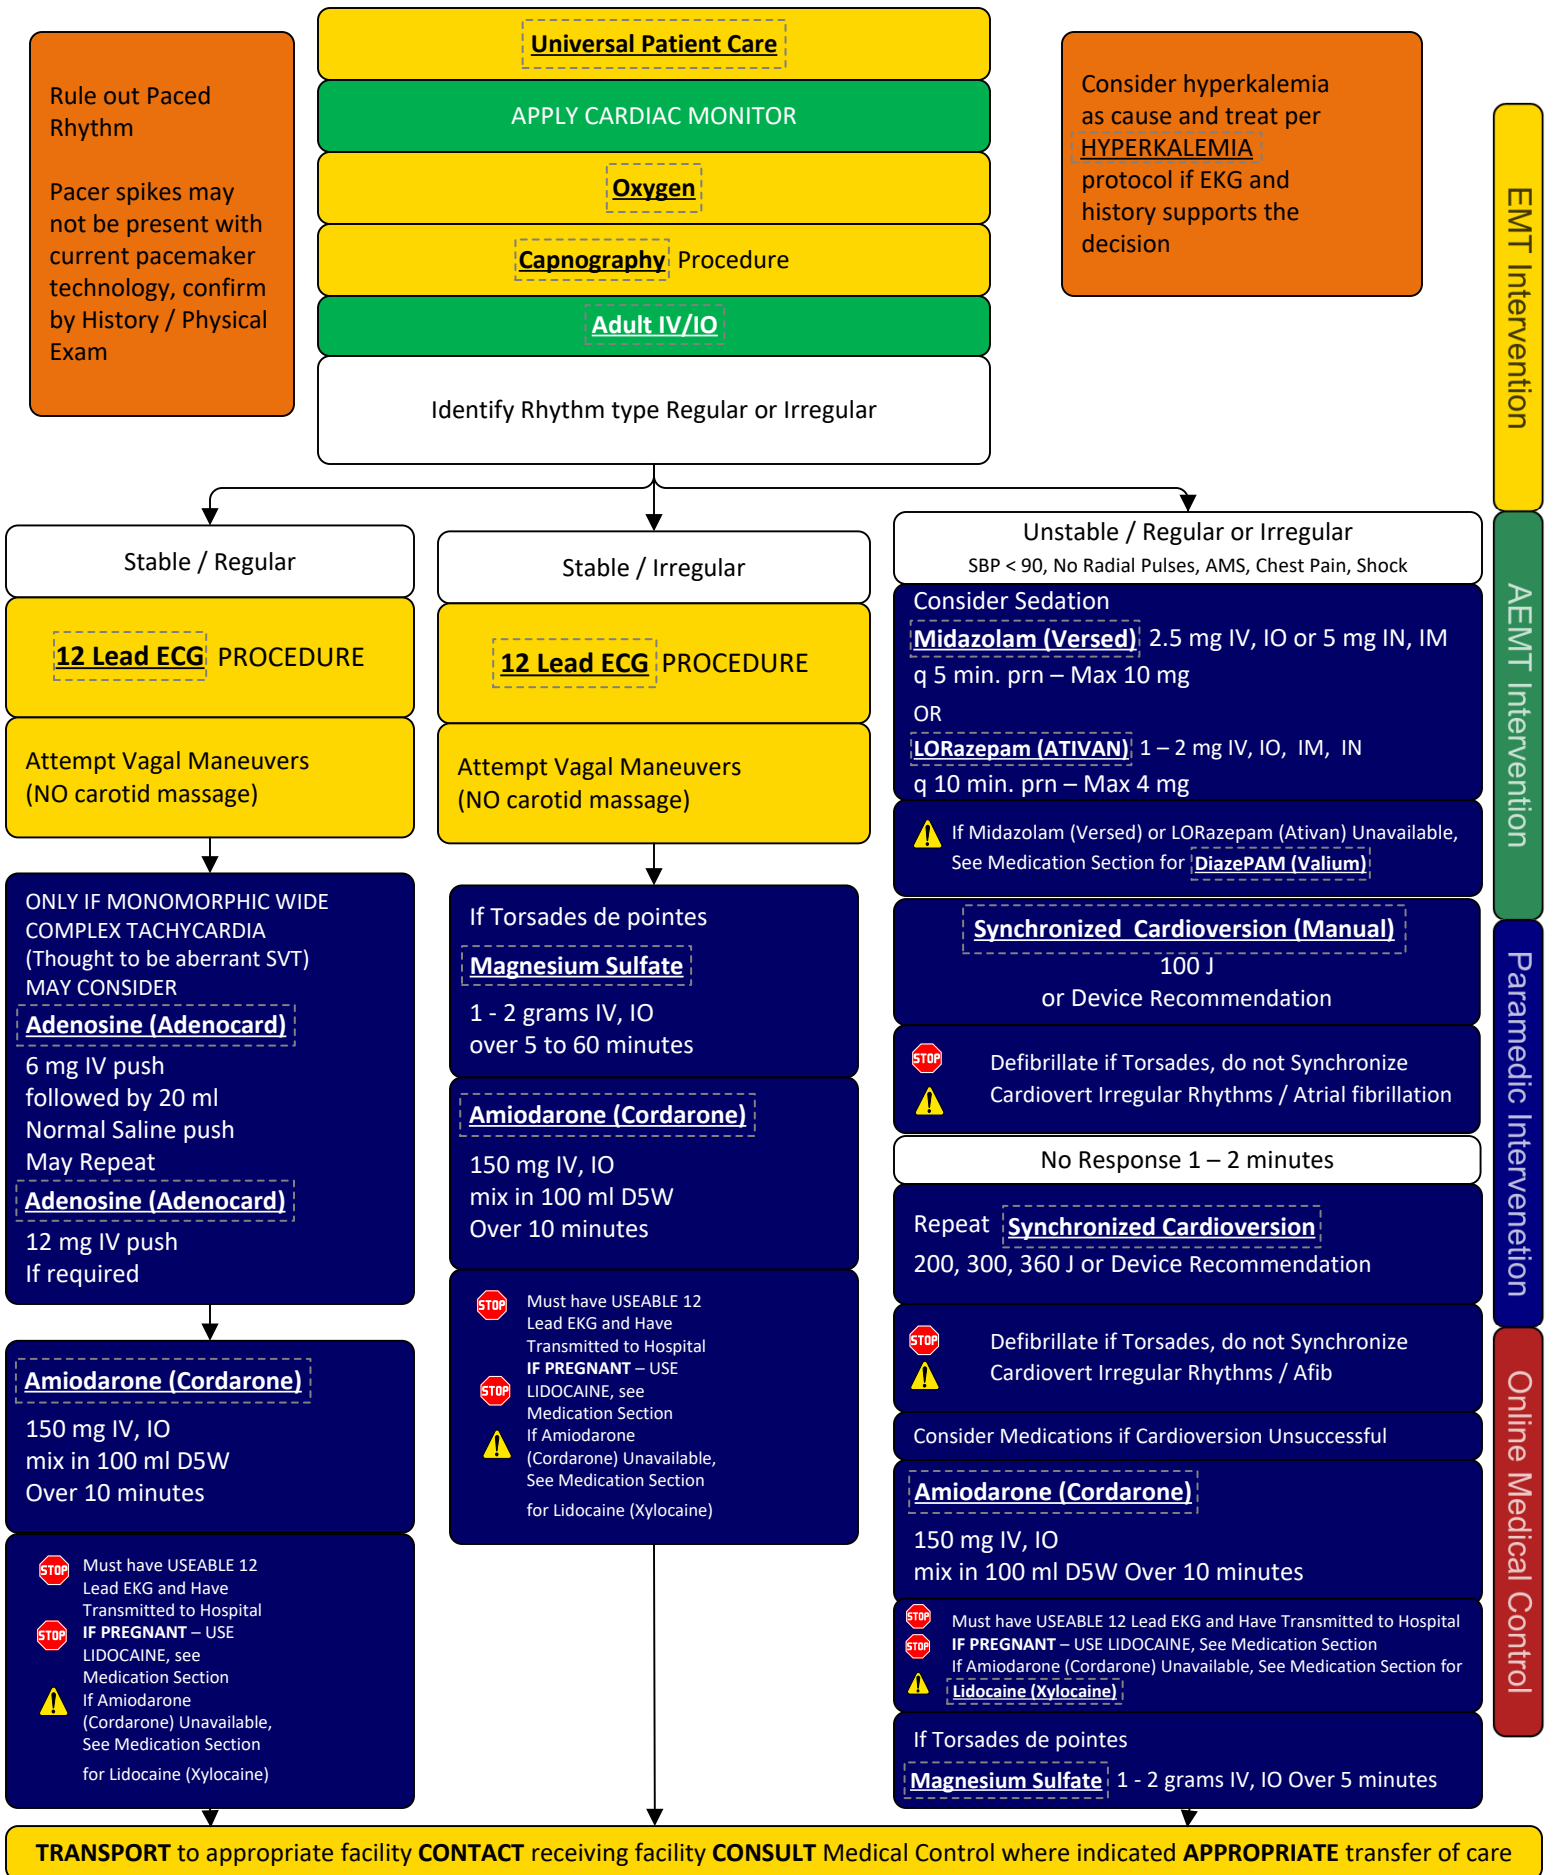 Universal Patient Care
APPLY CARDIAC MONITOR
Oxygen
Capnography Procedure
Adult IV/IO
Identify Rhythm type Regular or Irregular
Rule out Paced
Rhythm
Pacer spikes may
not be present with
current pacemaker
technology, confirm
by History / Physical
Exam
Consider hyperkalemia
as cause and treat per
HYPERKALEMIA
protocol if EKG and
history supports the
decision
Stable / Regular
12 Lead ECG PROCEDURE
Attempt Vagal Maneuvers
(NO carotid massage)
ONLY IF MONOMORPHIC WIDE
COMPLEX TACHYCARDIA
(Thought to be aberrant SVT)
MAY CONSIDER
Adenosine (Adenocard)
6 mg IV push
followed by 20 ml
Normal Saline push
May Repeat
Adenosine (Adenocard)
12 mg IV push
If required
Amiodarone (Cordarone)
150 mg IV, IO
mix in 100 ml D5W
Over 10 minutes
STOP
Must have USEABLE 12
Lead EKG and Have
Transmitted to Hospital
STOP
IF PREGNANT – USE
LIDOCAINE, see
Medication Section
If Amiodarone
(Cordarone) Unavailable,
See Medication Section
for Lidocaine (Xylocaine)
Stable / Irregular
12 Lead ECG PROCEDURE
Attempt Vagal Maneuvers
(NO carotid massage)
If Torsades de pointes
Magnesium Sulfate
1 - 2 grams IV, IO
over 5 to 60 minutes
Amiodarone (Cordarone)
150 mg IV, IO
mix in 100 ml D5W
Over 10 minutes
STOP
Must have USEABLE 12
Lead EKG and Have
Transmitted to Hospital
IF PREGNANT – USE
STOP
LIDOCAINE, see
Medication Section
If Amiodarone
(Cordarone) Unavailable,
See Medication Section
for Lidocaine (Xylocaine)
Unstable / Regular or Irregular
SBP < 90, No Radial Pulses, AMS, Chest Pain, Shock
Consider Sedation
Midazolam (Versed) 2.5 mg IV, IO or 5 mg IN, IM
q 5 min. prn – Max 10 mg
OR
LORazepam (ATIVAN) 1 – 2 mg IV, IO, IM, IN
q 10 min. prn – Max 4 mg
If Midazolam (Versed) or LORazepam (Ativan) Unavailable,
See Medication Section for DiazePAM (Valium)
Synchronized Cardioversion (Manual)
100 J
or Device Recommendation
STOP
Defibrillate if Torsades, do not Synchronize
Cardiovert Irregular Rhythms / Atrial fibrillation
No Response 1 – 2 minutes
Repeat Synchronized Cardioversion
200, 300, 360 J or Device Recommendation
STOP
Defibrillate if Torsades, do not Synchronize
Cardiovert Irregular Rhythms / Afib
Consider Medications if Cardioversion Unsuccessful
Amiodarone (Cordarone)
150 mg IV, IO
mix in 100 ml D5W Over 10 minutes
STOP
Must have USEABLE 12 Lead EKG and Have Transmitted to Hospital
STOP
IF PREGNANT – USE LIDOCAINE, See Medication Section
If Amiodarone (Cordarone) Unavailable, See Medication Section for
Lidocaine (Xylocaine)
If Torsades de pointes
Magnesium Sulfate 1 - 2 grams IV, IO Over 5 minutes
EMT Intervention
AEMT Intervention
Paramedic Intervenetion
Online Medical Control
TRANSPORT to appropriate facility CONTACT receiving facility CONSULT Medical Control where indicated APPROPRIATE transfer of care